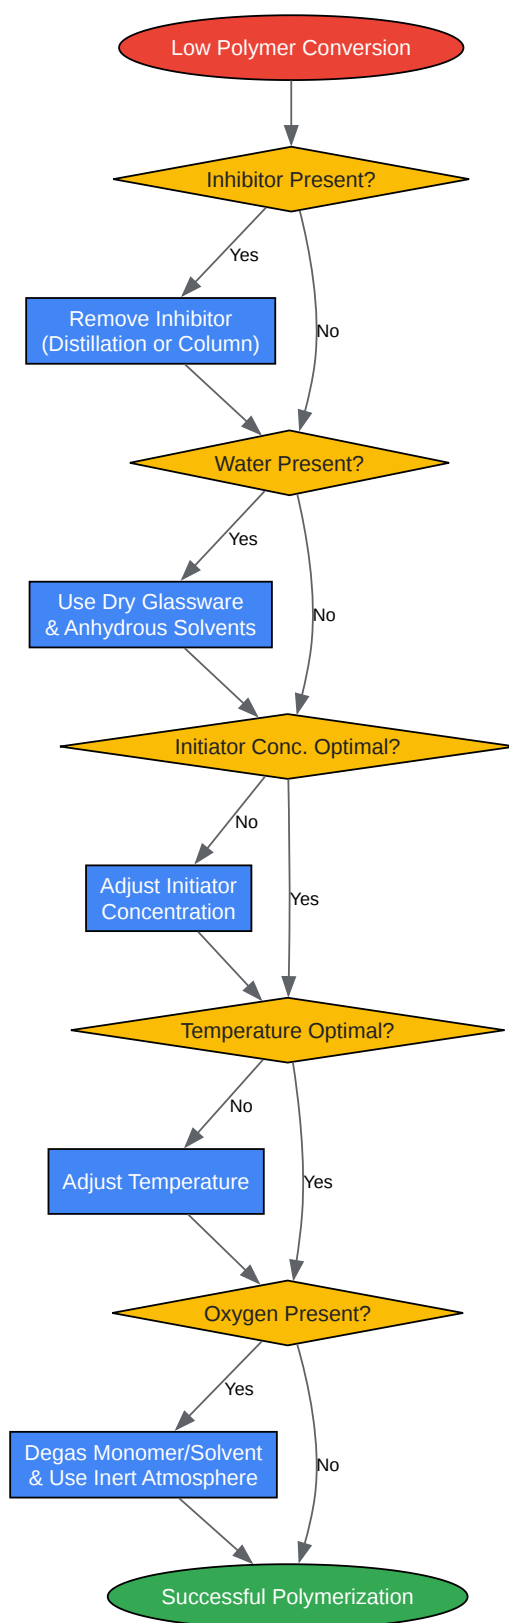 Low Polymer Conversion
Inhibitor Present?
Yes
Remove Inhibitor
(Distillation or Column)
No
Water Present?
Yes
Use Dry Glassware
& Anhydrous Solvents
No
Initiator Conc. Optimal?
No
Adjust Initiator
Concentration
Yes
Temperature Optimal?
No
Adjust Temperature
Yes
Oxygen Present?
Yes
Degas Monomer/Solvent
& Use Inert Atmosphere
No
Successful Polymerization